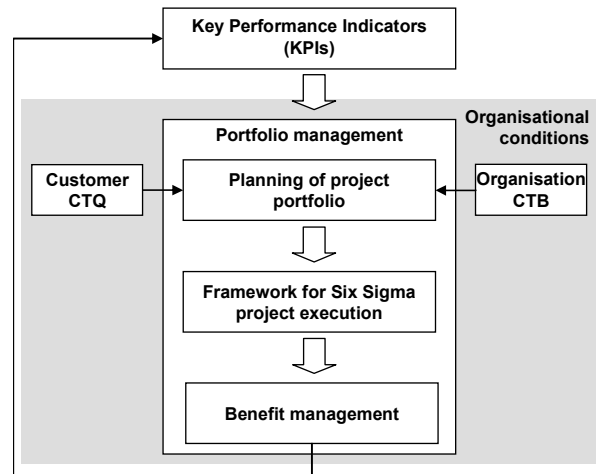 Key Performance Indicators
(KPIs)
Organisational
conditions
Portfolio management
Customer
CTQ
Planning of project
portfolio
Organisation
CTB
Framework for Six Sigma
project execution
Benefit management